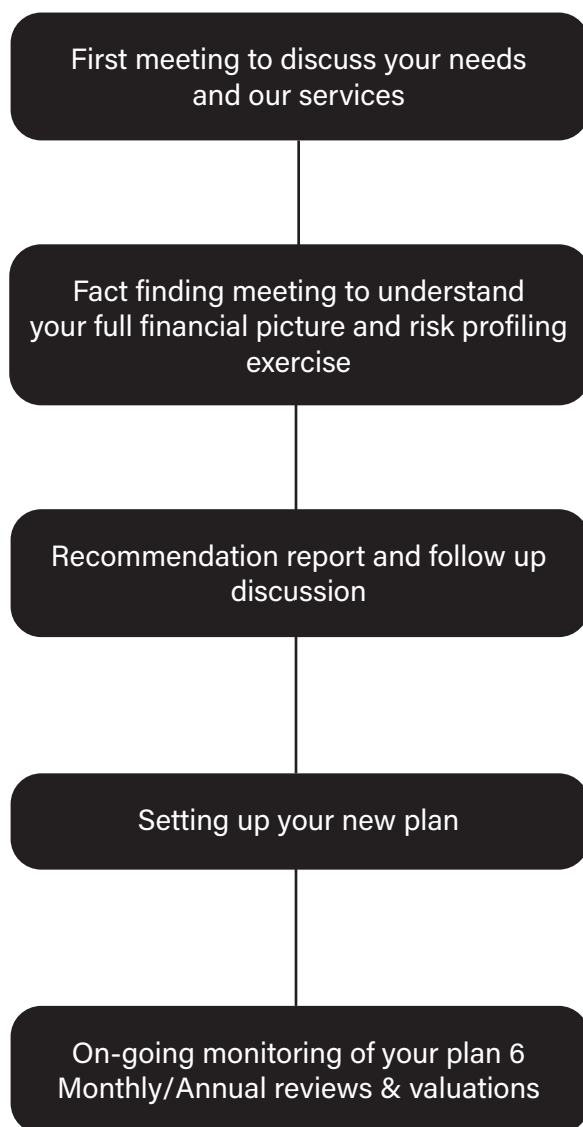 First meeting to discuss your needs
and our services
Fact finding meeting to understand
your full financial picture and risk profiling
exercise
Recommendation report and follow up
discussion
Setting up your new plan
On-going monitoring of your plan 6
Monthly/Annual reviews & valuations